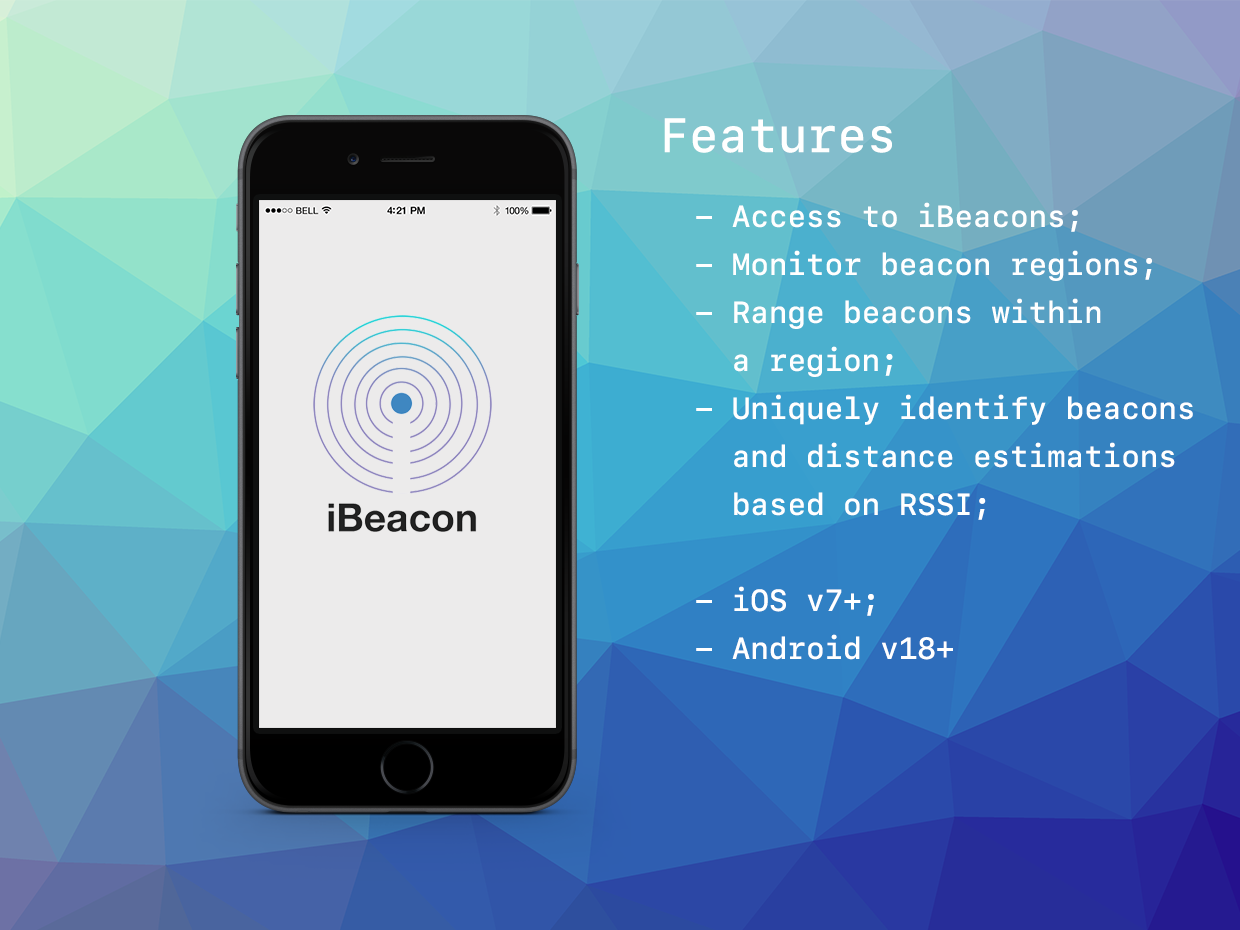 Features
– Access to iBeacons;
– Monitor beacon regions;
– Range beacons within
a region;
– Uniquely identify beacons
and distance estimations
based on RSSI;
– iOS v7+;
– Android v18+
BELL 4:21 PM 100%
iBeacon